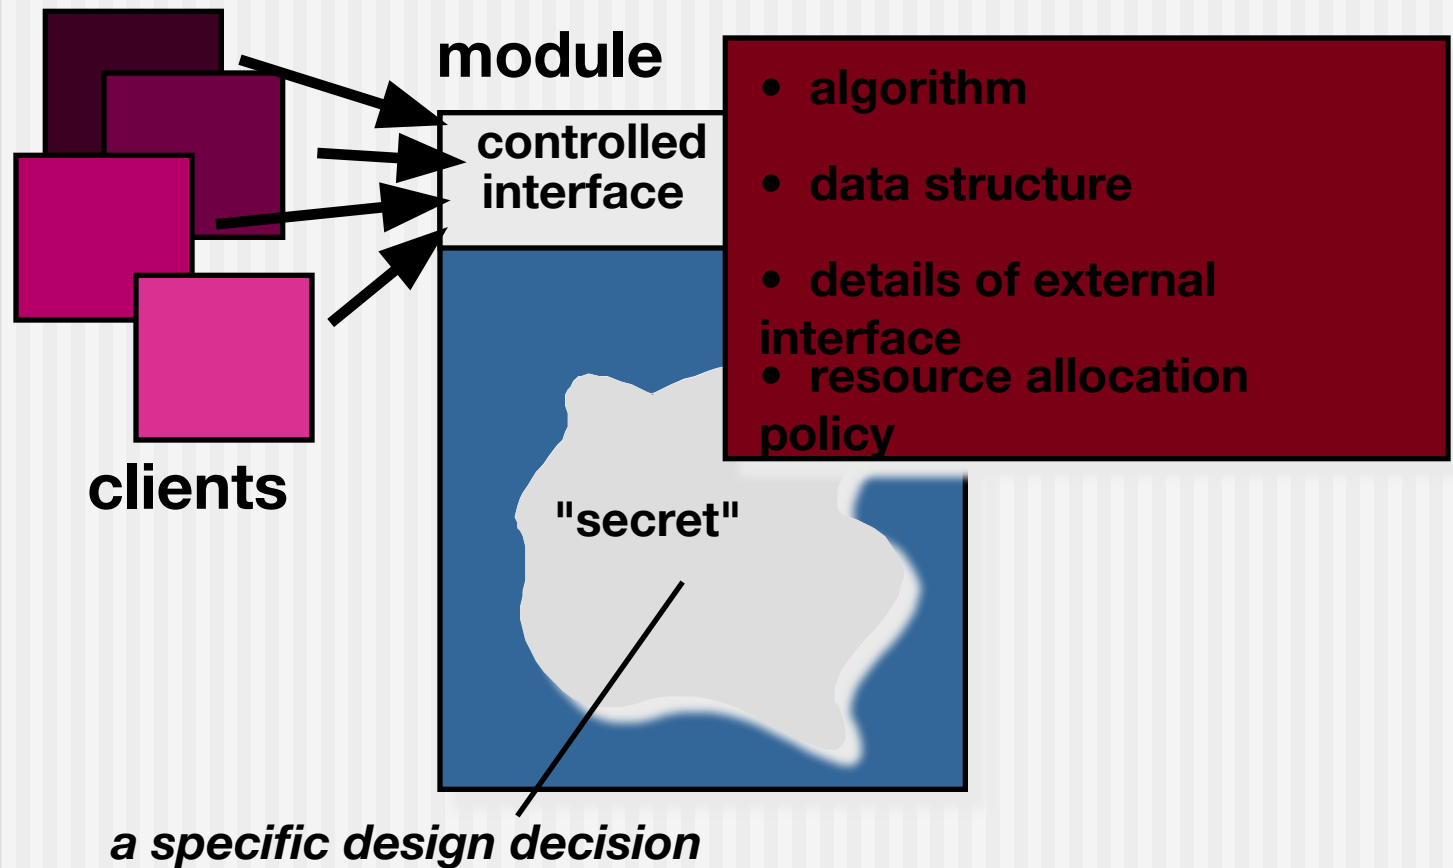 module
controlled
interface
• algorithm
• data structure
• details of external
interface
• resource allocation
policy
clients
"secret"
a specific design decision